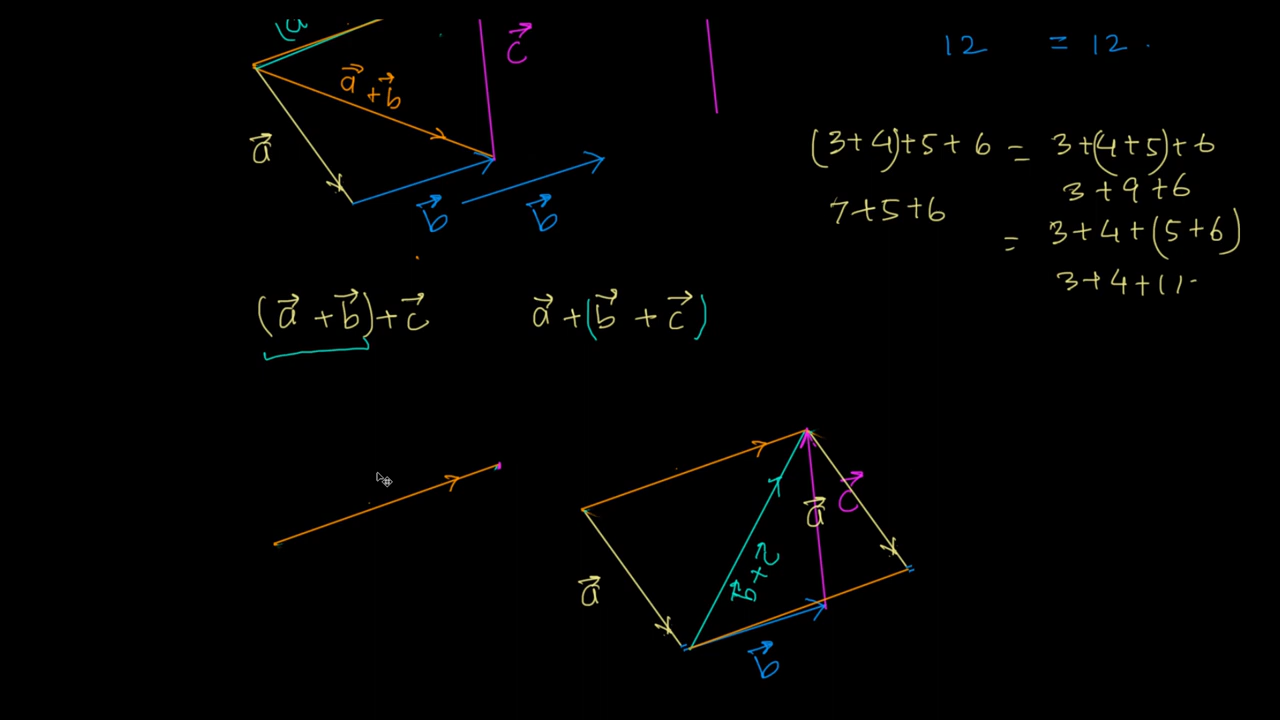 c⃗
12 = 12 .
a⃗ + b⃗
a⃗
b⃗
b⃗
(3+4)+5+6 = 3+(4+5)+6
3+9+6
7+5+6
= 3+4+(5+6)
3+4+(1
(a⃗ + b⃗) + c⃗
a⃗ + (b⃗ + c⃗)
c⃗
a⃗
a⃗
b⃗ + c⃗
b⃗